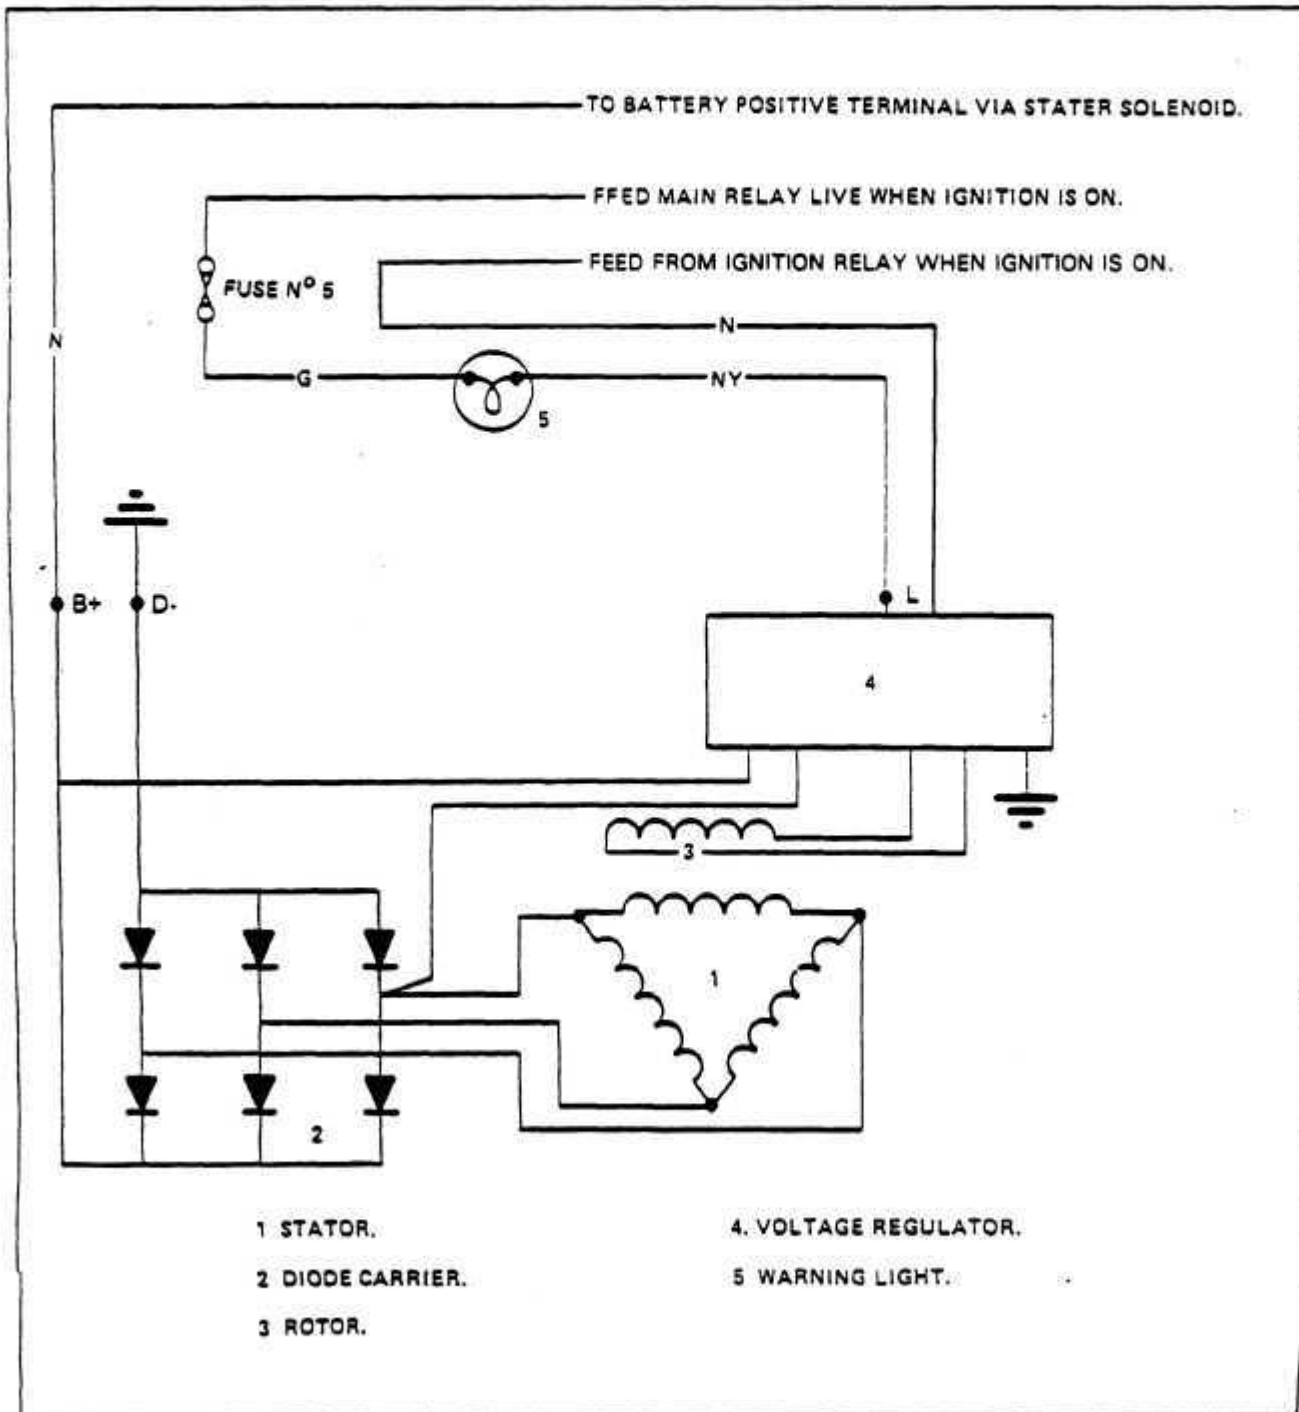 TO BATTERY POSITIVE TERMINAL VIA STATER SOLENOID.
FFED MAIN RELAY LIVE WHEN IGNITION IS ON.
FEED FROM IGNITION RELAY WHEN IGNITION IS ON.
FUSE Nº 5
N
N
G
NY
5
B+
D-
L
4
3
1
2
1 STATOR.
2 DIODE CARRIER.
3 ROTOR.
4. VOLTAGE REGULATOR.
5 WARNING LIGHT.